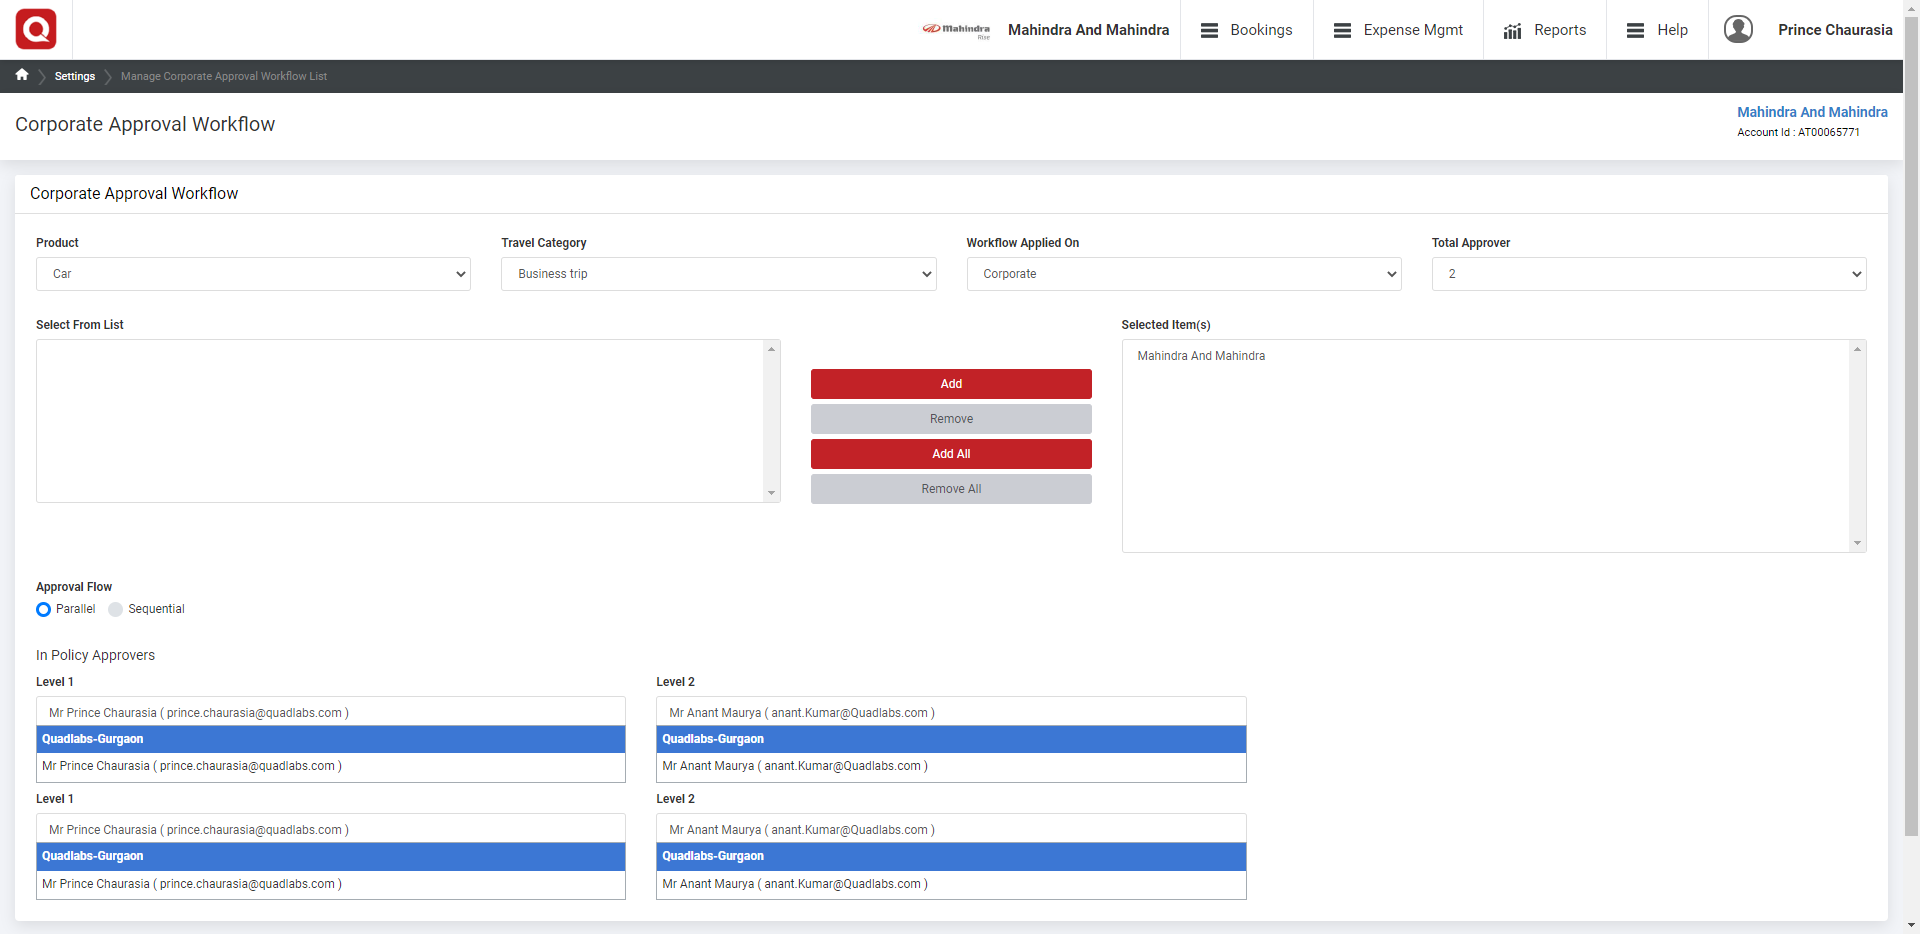 Mahindra
Rise
Mahindra And Mahindra
Bookings
Expense Mgmt
Reports
Help
Prince Chaurasia
Settings
Manage Corporate Approval Workflow List
Corporate Approval Workflow
Mahindra And Mahindra
Account Id : AT00065771
Corporate Approval Workflow
Product
Travel Category
Workflow Applied On
Total Approver
Car
Business trip
Corporate
2
Select From List
Selected Item(s)
Mahindra And Mahindra
Add
Remove
Add All
Remove All
Approval Flow
Parallel
Sequential
In Policy Approvers
Level 1
Level 2
Mr Prince Chaurasia ( prince.chaurasia@quadlabs.com )
Mr Anant Maurya ( anant.Kumar@Quadlabs.com )
Quadlabs-Gurgaon
Quadlabs-Gurgaon
Mr Prince Chaurasia ( prince.chaurasia@quadlabs.com )
Mr Anant Maurya ( anant.Kumar@Quadlabs.com )
Level 1
Level 2
Mr Prince Chaurasia ( prince.chaurasia@quadlabs.com )
Mr Anant Maurya ( anant.Kumar@Quadlabs.com )
Quadlabs-Gurgaon
Quadlabs-Gurgaon
Mr Prince Chaurasia ( prince.chaurasia@quadlabs.com )
Mr Anant Maurya ( anant.Kumar@Quadlabs.com )